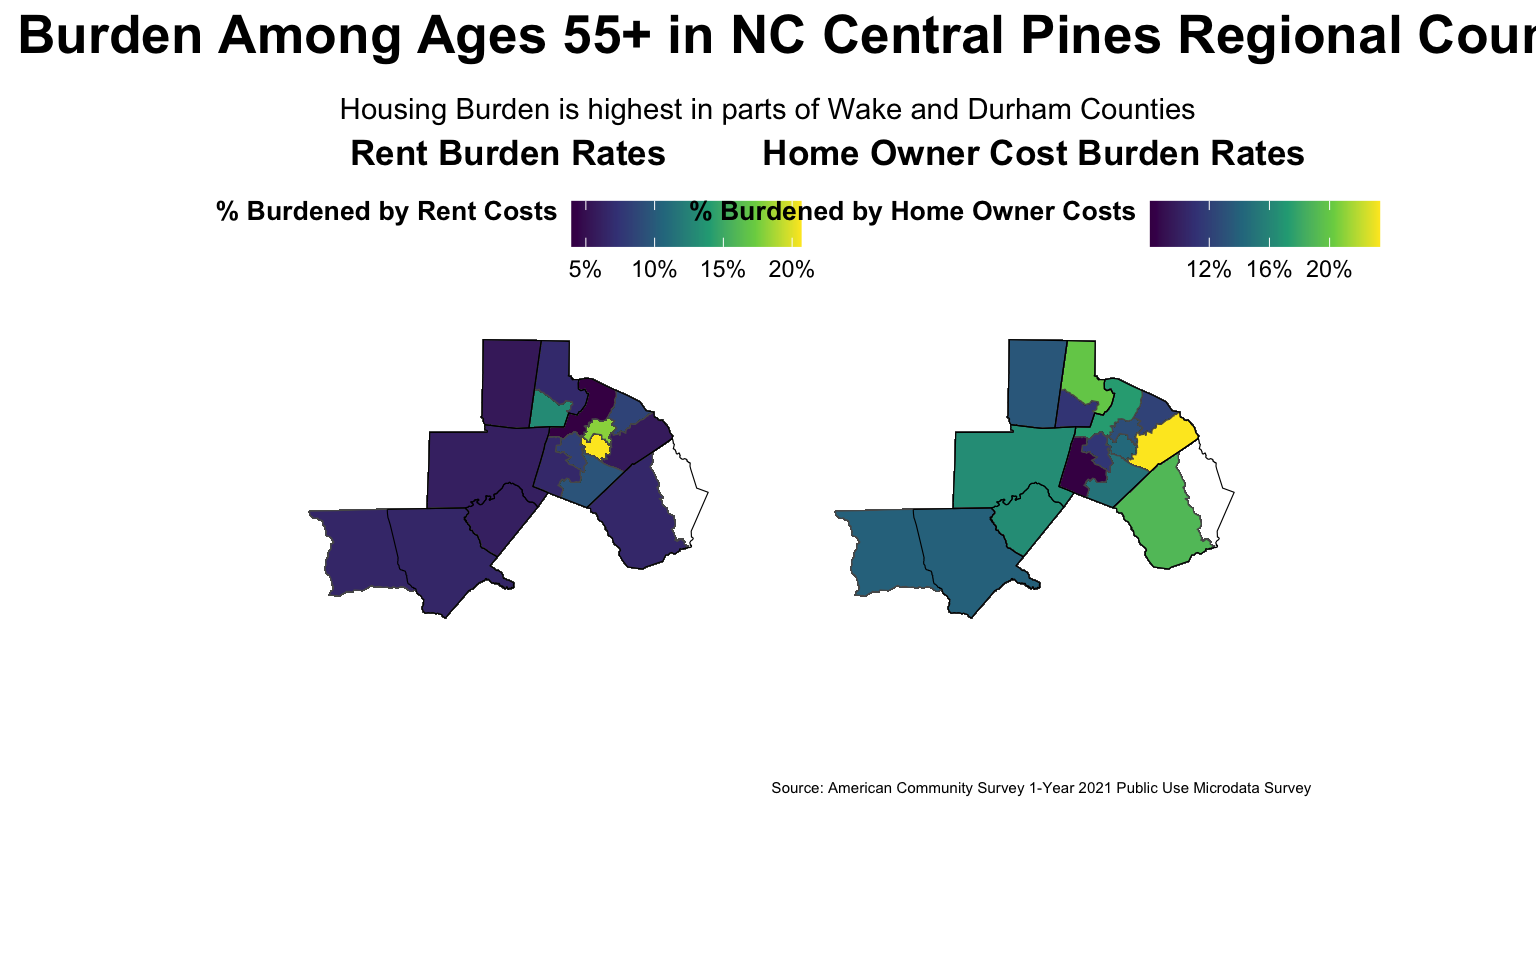 Burden Among Ages 55+ in NC Central Pines Regional Coun
Housing Burden is highest in parts of Wake and Durham Counties
Rent Burden Rates
Home Owner Cost Burden Rates
% Burdened by Rent Costs
% Burdened by Home Owner Costs
5% 10% 15% 20%
12% 16% 20%
Source: American Community Survey 1-Year 2021 Public Use Microdata Survey